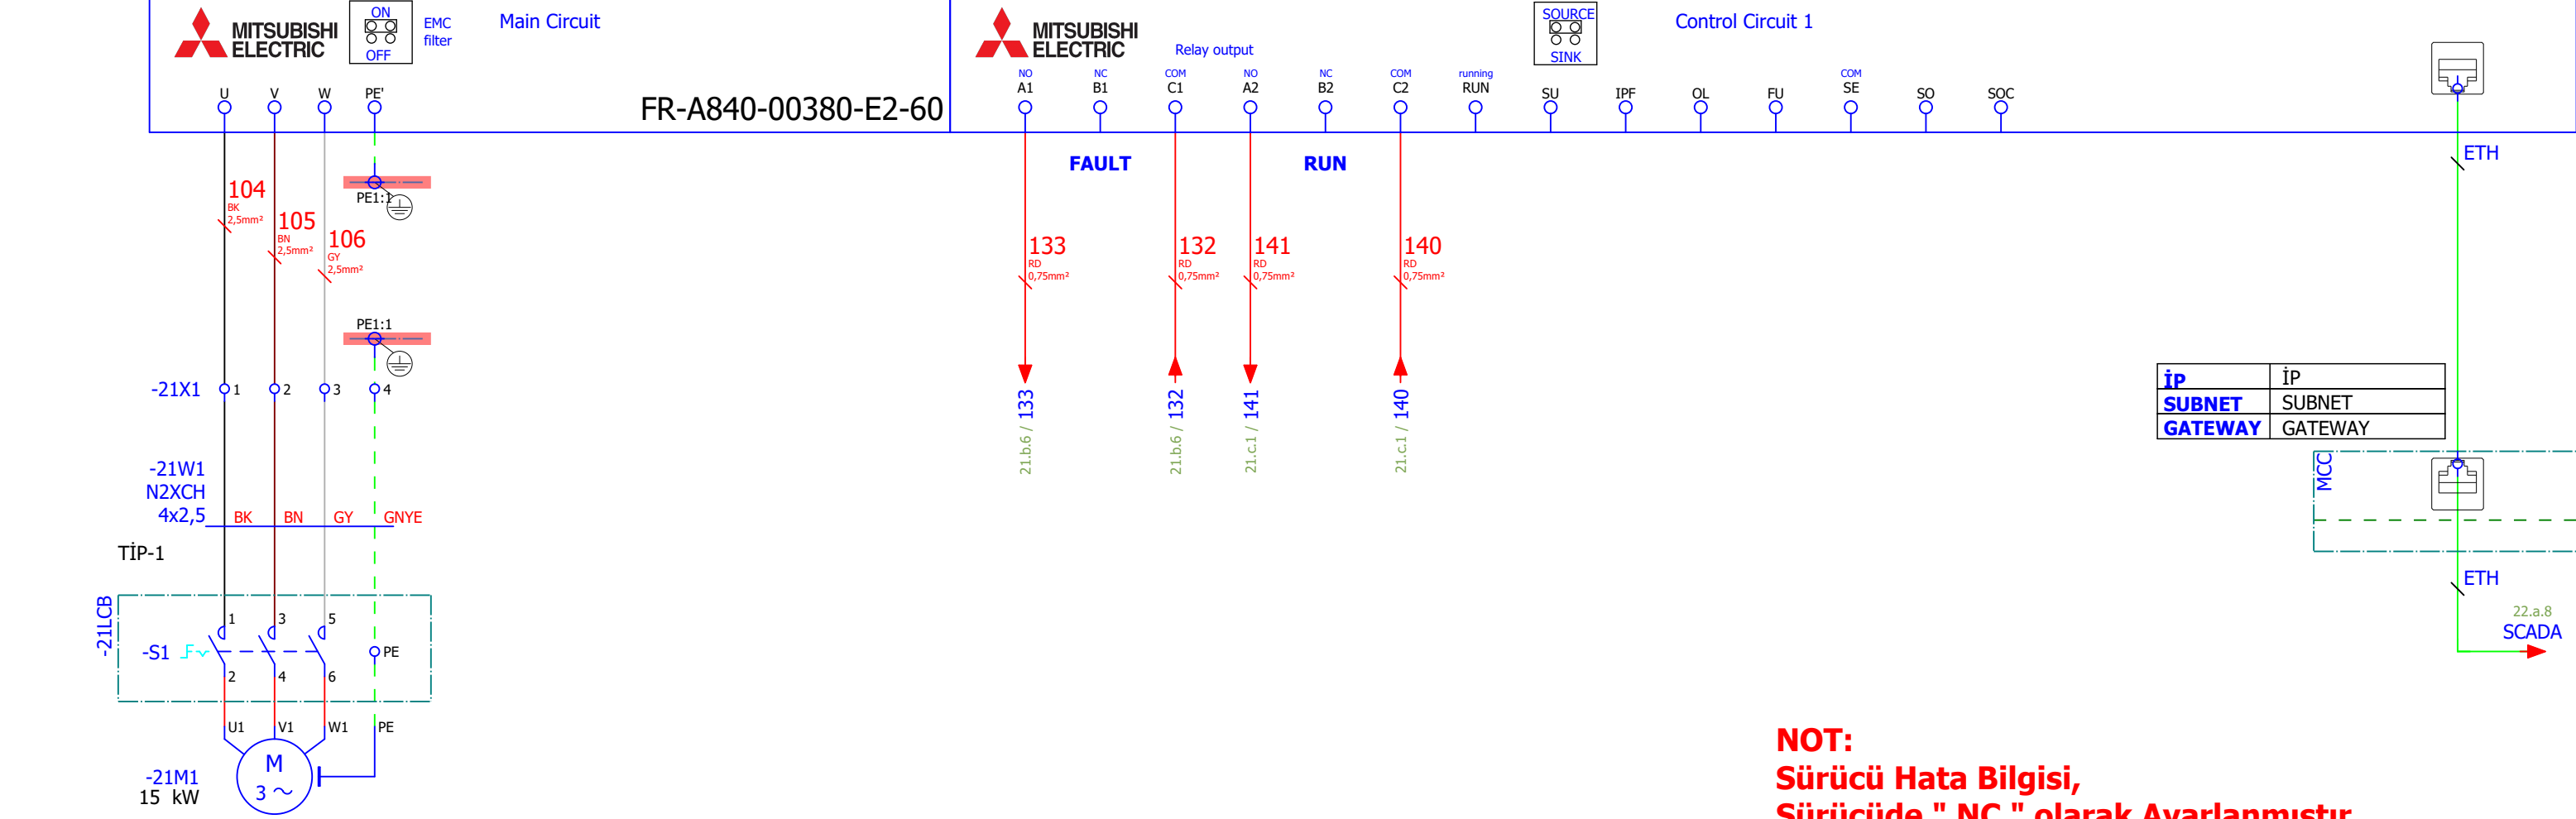 MITSUBISHI
ELECTRIC
ON
OFF
EMC
filter
Main Circuit
U
V
W
PE'
FR-A840-00380-E2-60
MITSUBISHI
ELECTRIC
Relay output
SOURCE
SINK
Control Circuit 1
NO
A1
NC
B1
COM
C1
NO
A2
NC
B2
COM
C2
running
RUN
SU
IPF
OL
FU
COM
SE
SO
SOC
FAULT
RUN
ETH
104
BK
2,5mm²
105
BN
2,5mm²
106
GY
2,5mm²
PE1:1
133
RD
0,75mm²
132
RD
0,75mm²
141
RD
0,75mm²
140
RD
0,75mm²
PE1:1
-21X1
1
2
3
4
21.b.6 / 133
21.b.6 / 132
21.c.1 / 141
21.c.1 / 140
İP İP
SUBNET SUBNET
GATEWAY GATEWAY
MCC
-21W1
N2XCH
4x2,5
BK
BN
GY
GNYE
TİP-1
ETH
22.a.8
SCADA
-21LCB
-S1
1
3
5
2
4
6
PE
U1
V1
W1
PE
M
3
-21M1
15 kW
NOT:
Sürücü Hata Bilgisi,
Sürücüde " NC " olarak Ayarlanmıştır